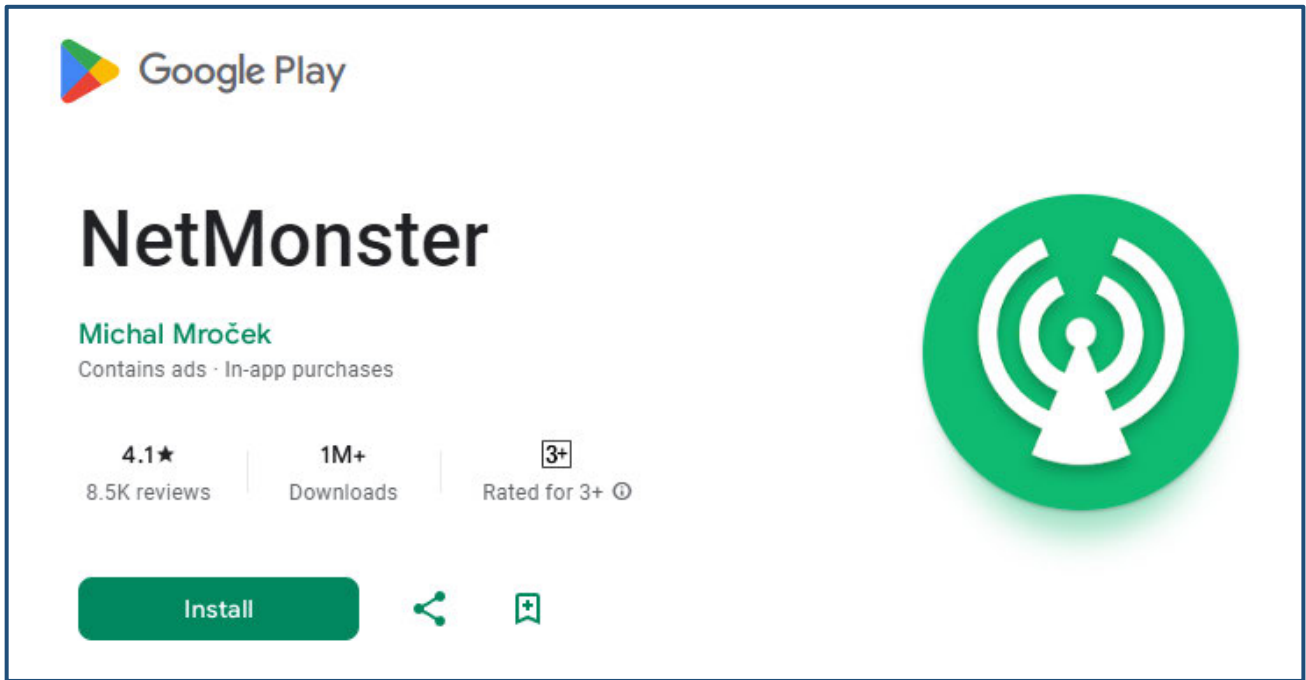 Google Play
NetMonster
Michal Mroček
Contains ads · In-app purchases
4.1★ 1M+ 3+
8.5K reviews Downloads Rated for 3+
Install